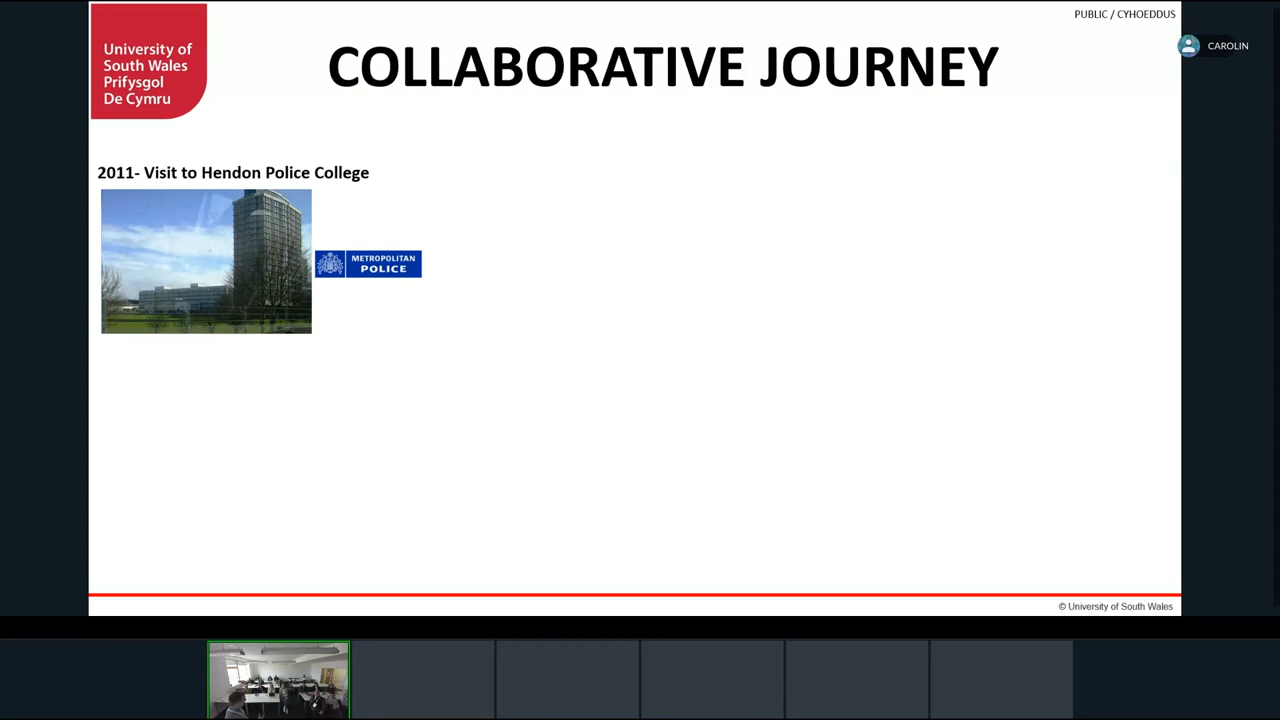 PUBLIC / CYHOEDDUS
University of
South Wales
Prifysgol
De Cymru
COLLABORATIVE JOURNEY
CAROLIN
2011- Visit to Hendon Police College
METROPOLITAN
POLICE
© University of South Wales